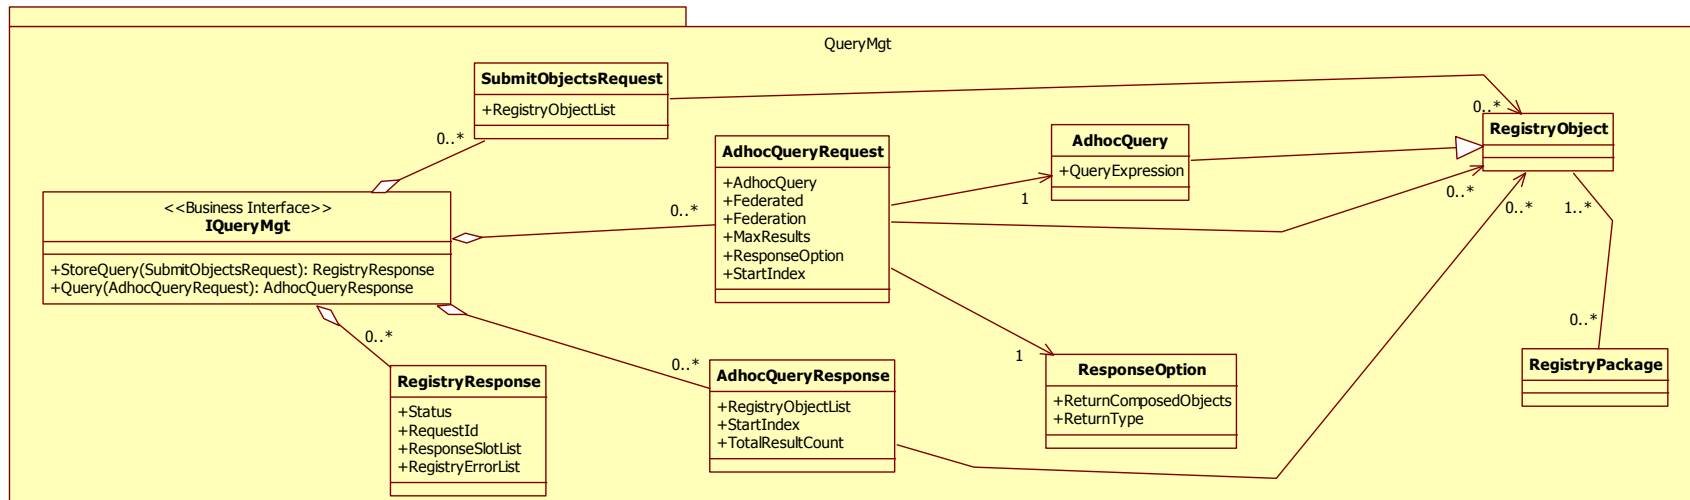 QueryMgt
SubmitObjectsRequest
+RegistryObjectList
0..*
<<Business Interface>>
IQueryMgt
+StoreQuery(SubmitObjectsRequest): RegistryResponse
+Query(AdhocQueryRequest): AdhocQueryResponse
0..*
AdhocQueryRequest
+AdhocQuery
+Federated
+Federation
+MaxResults
+ResponseOption
+StartIndex
1
AdhocQuery
+QueryExpression
0..*
RegistryObject
0..*
0..*
1..*
0..*
RegistryPackage
0..*
RegistryResponse
+Status
+RequestId
+ResponseSlotList
+RegistryErrorList
0..*
AdhocQueryResponse
+RegistryObjectList
+StartIndex
+TotalResultCount
1
ResponseOption
+ReturnComposedObjects
+ReturnType